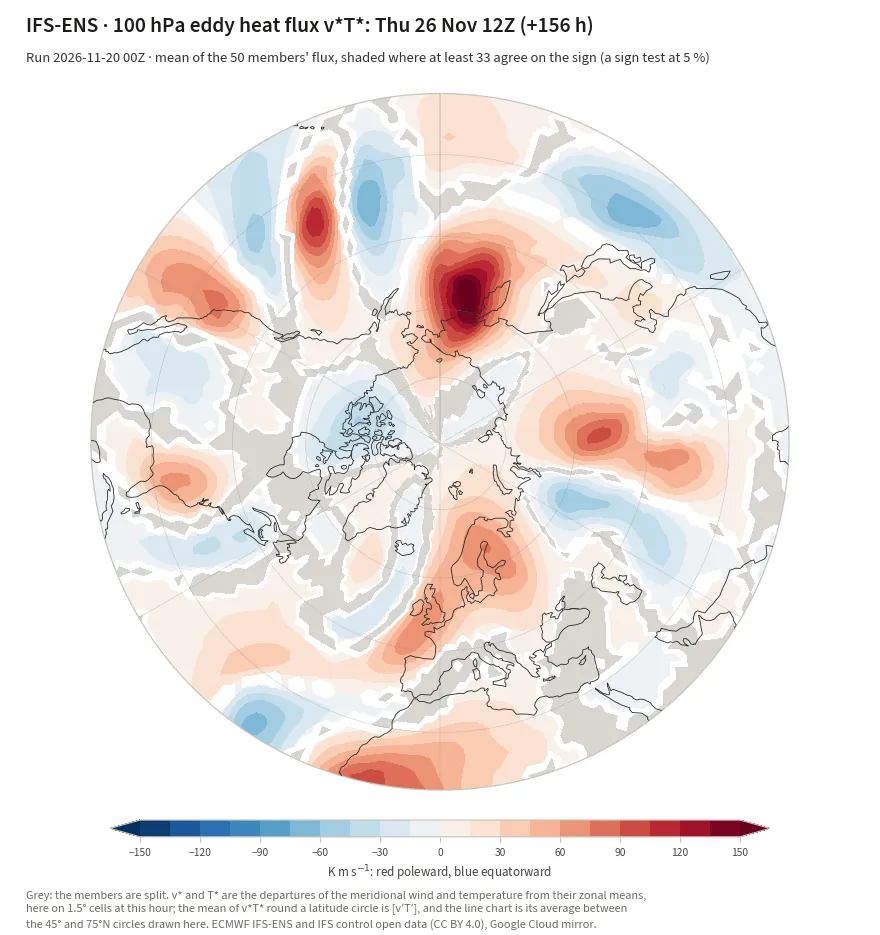 IFS-ENS · 100 hPa eddy heat flux v*T*: Thu 26 Nov 12Z (+156 h)
Run 2026-11-20 00Z · mean of the 50 members' flux, shaded where at least 33 agree on the sign (a sign test at 5 %)
−150 −120 −90 −60 −30 0 30 60 90 120 150
K m s⁻¹: red poleward, blue equatorward
Grey: the members are split. v* and T* are the departures of the meridional wind and temperature from their zonal means,
here on 1.5° cells at this hour; the mean of v*T* round a latitude circle is [v′T′], and the line chart is its average between
the 45° and 75°N circles drawn here. ECMWF IFS-ENS and IFS control open data (CC BY 4.0), Google Cloud mirror.